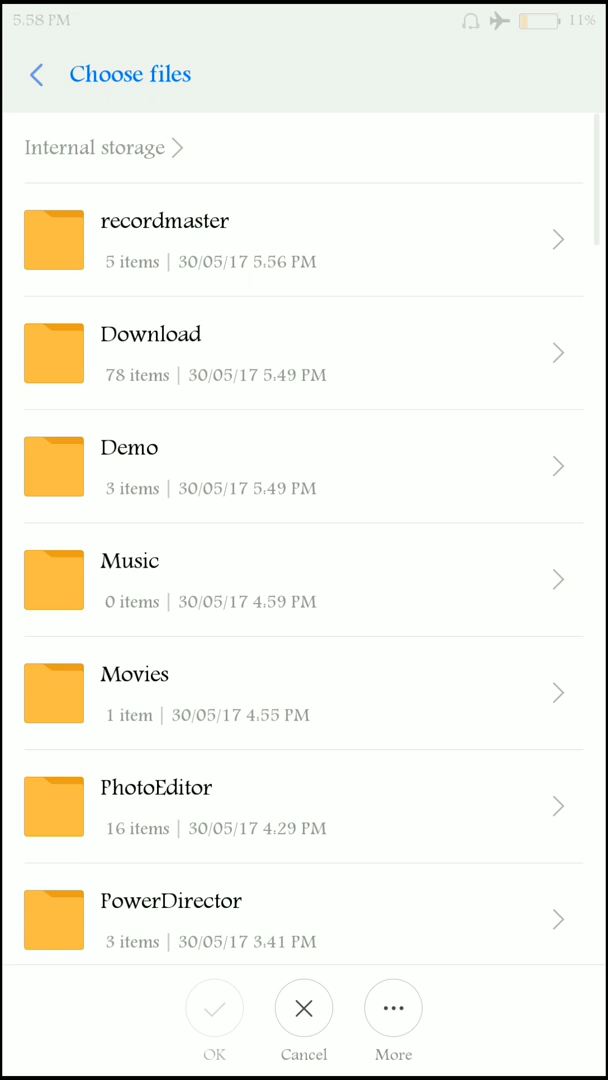 5.58 PM 11%
Choose files
Internal storage
recordmaster
5 items | 30/05/17 5.56 PM
Download
78 items | 30/05/17 5.49 PM
Demo
3 items | 30/05/17 5.49 PM
Music
0 items | 30/05/17 4.59 PM
Movies
1 item | 30/05/17 4.55 PM
PhotoEditor
16 items | 30/05/17 4.29 PM
PowerDirector
3 items | 30/05/17 3.41 PM
OK Cancel More